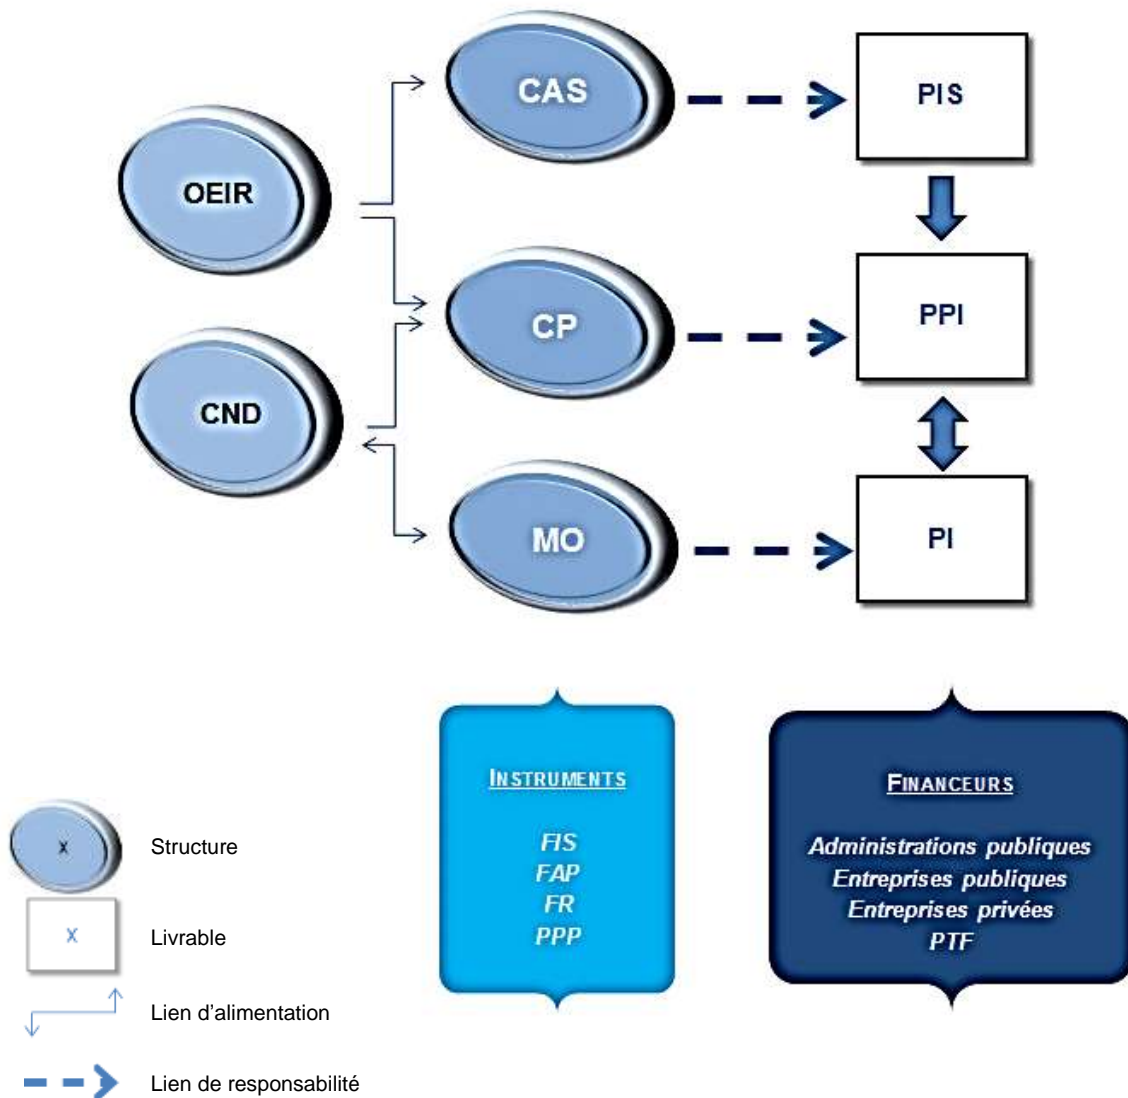 CAS
PIS
OEIR
CP
PPI
CND
MO
PI
INSTRUMENTS
FIS
FAP
FR
PPP
FINANCEURS
Administrations publiques
Entreprises publiques
Entreprises privées
PTF
X
Structure
X
Livrable
Lien d'alimentation
Lien de responsabilité